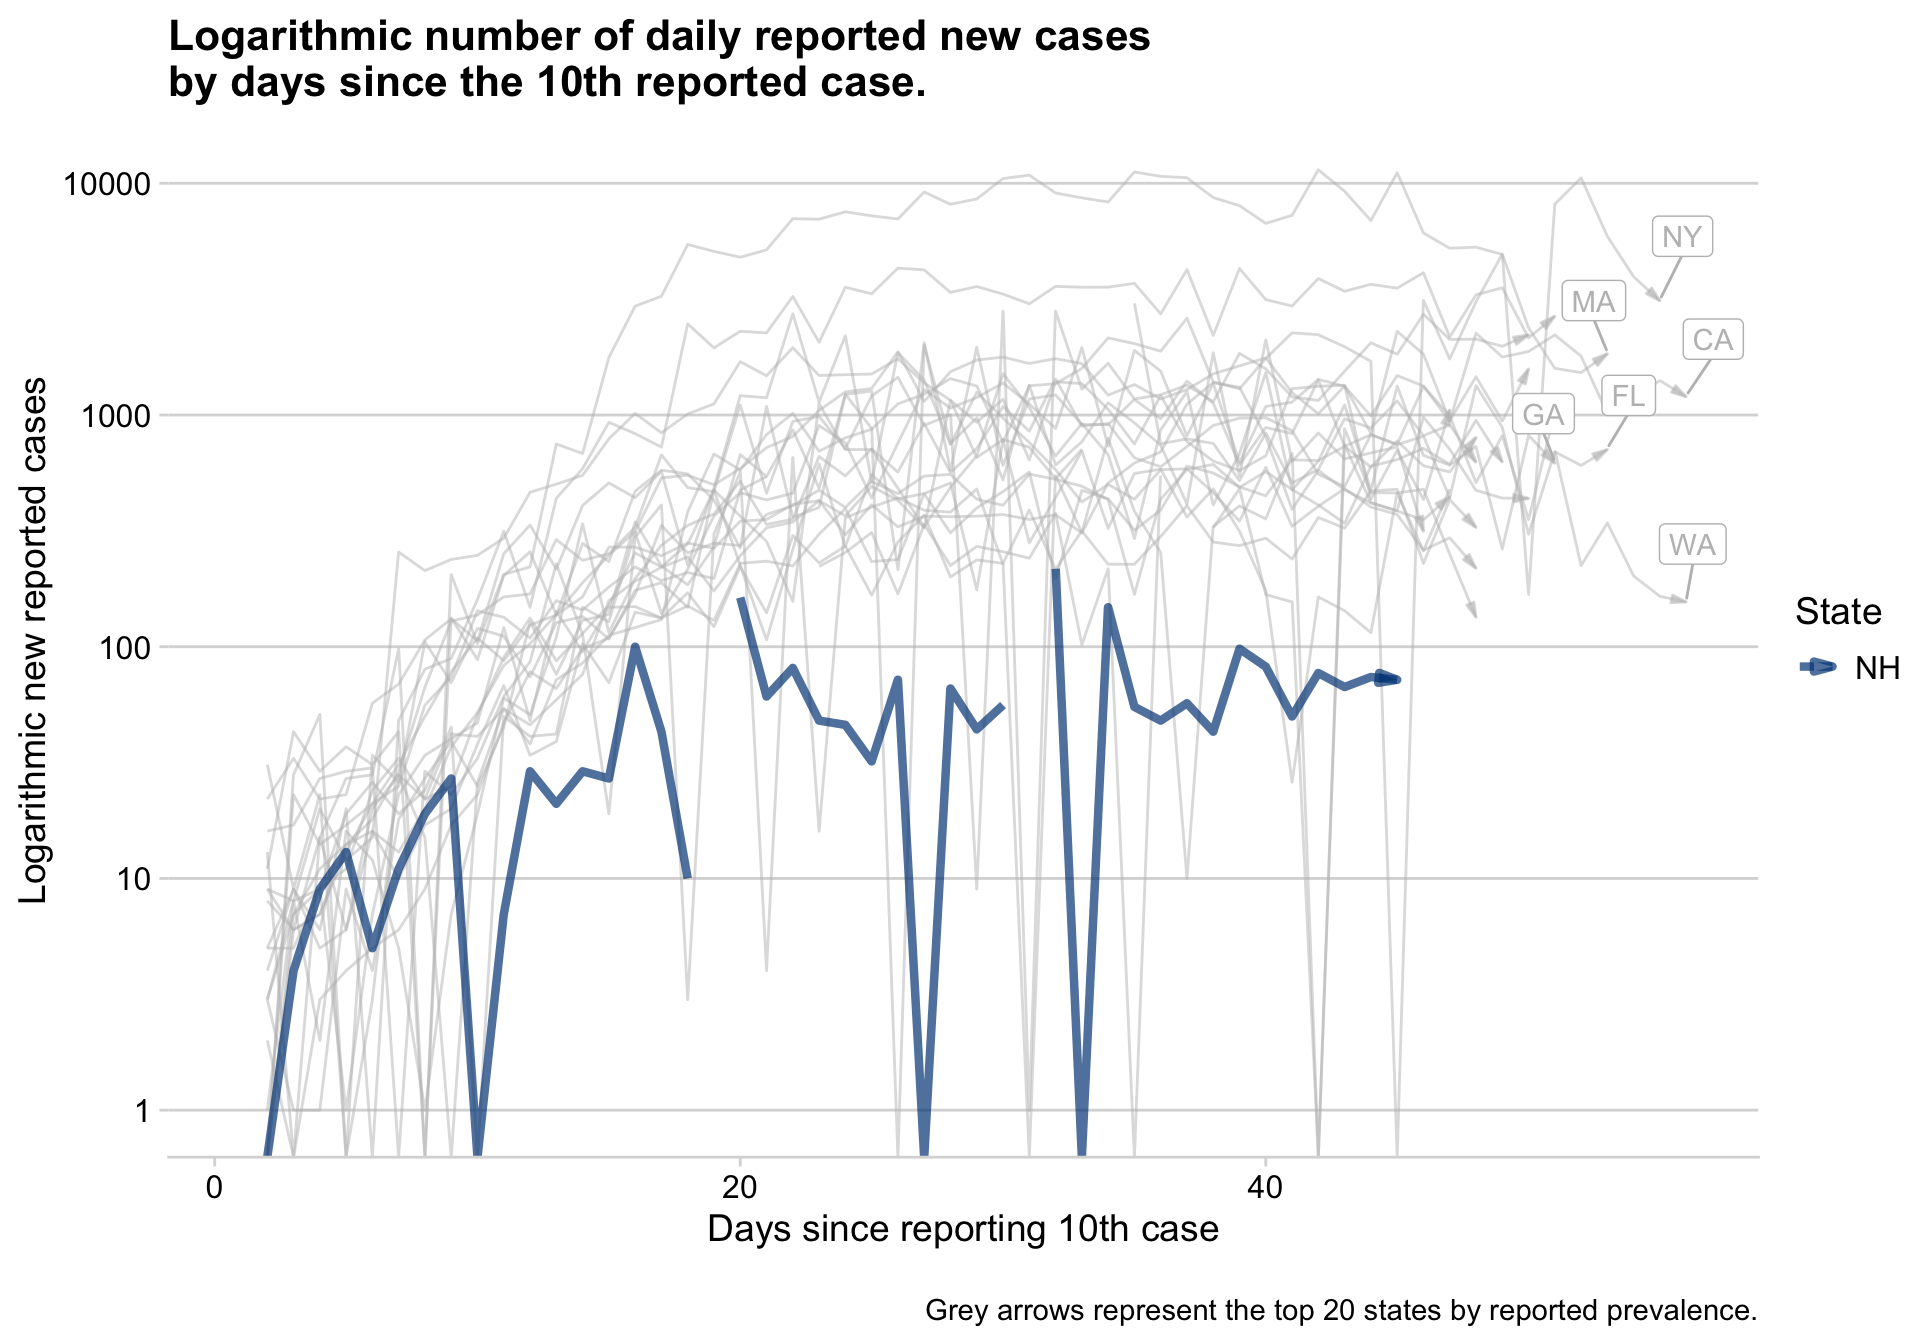 Logarithmic number of daily reported new cases
by days since the 10th reported case.
Logarithmic new reported cases
10000
1000
100
10
1
NY
MA
CA
FL
GA
WA
State
NH
0
20
40
Days since reporting 10th case
Grey arrows represent the top 20 states by reported prevalence.